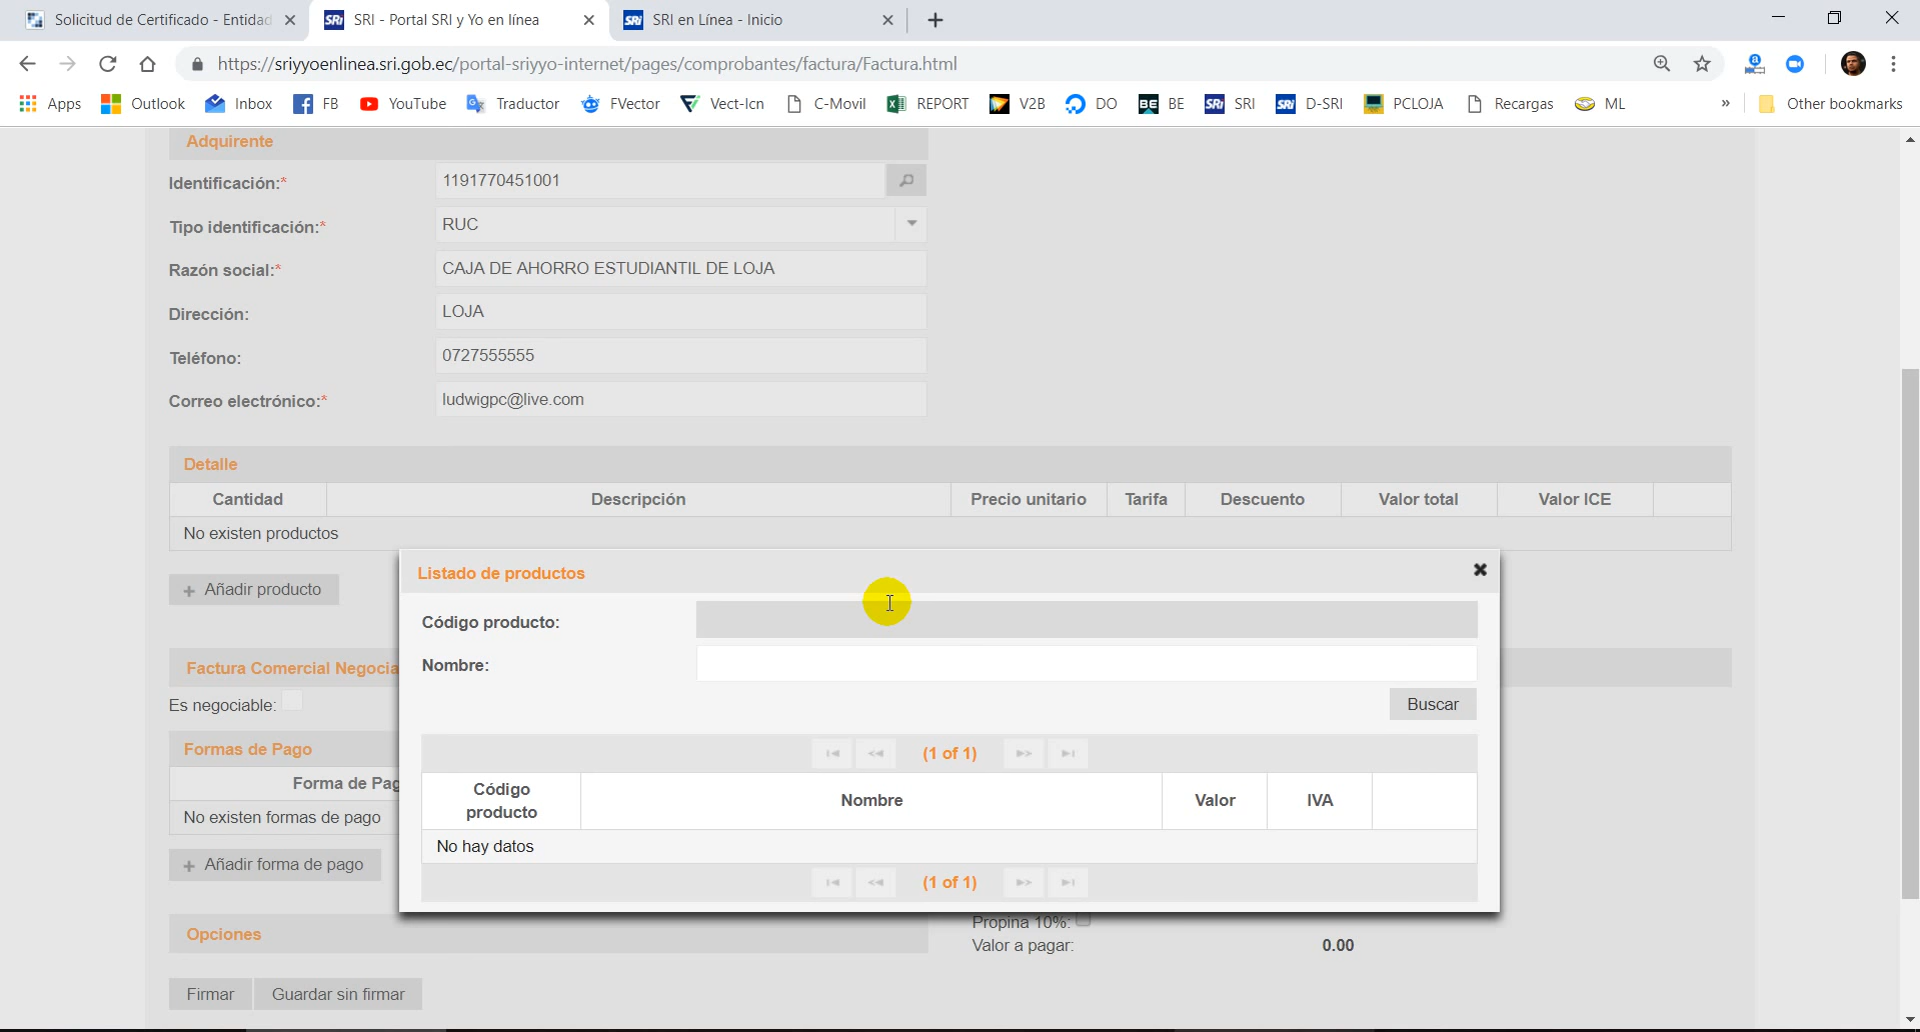 Solicitud de Certificado - Entidad
SRi SRI - Portal SRI y Yo en línea
SRi SRI en Línea - Inicio
https://sriyyoenlinea.sri.gob.ec/portal-sriyyo-internet/pages/comprobantes/factura/Factura.html
Apps Outlook Inbox FB YouTube Traductor FVector Vect-Icn C-Movil REPORT V2B DO BE BE SRi SRI SRi D-SRI PCLOJA Recargas ML » Other bookmarks
Adquirente
Identificación:* 1191770451001
Tipo identificación:* RUC
Razón social:* CAJA DE AHORRO ESTUDIANTIL DE LOJA
Dirección: LOJA
Teléfono: 0727555555
Correo electrónico:* ludwigpc@live.com
Detalle
Cantidad Descripción Precio unitario Tarifa Descuento Valor total Valor ICE
No existen productos
+ Añadir producto
Listado de productos
Código producto:
Nombre:
Buscar
(1 of 1)
Código producto Nombre Valor IVA
No hay datos
(1 of 1)
Factura Comercial Negocia
Es negociable:
Formas de Pago
Forma de Pag
No existen formas de pago
+ Añadir forma de pago
Propina 10%:
Valor a pagar: 0.00
Opciones
Firmar Guardar sin firmar